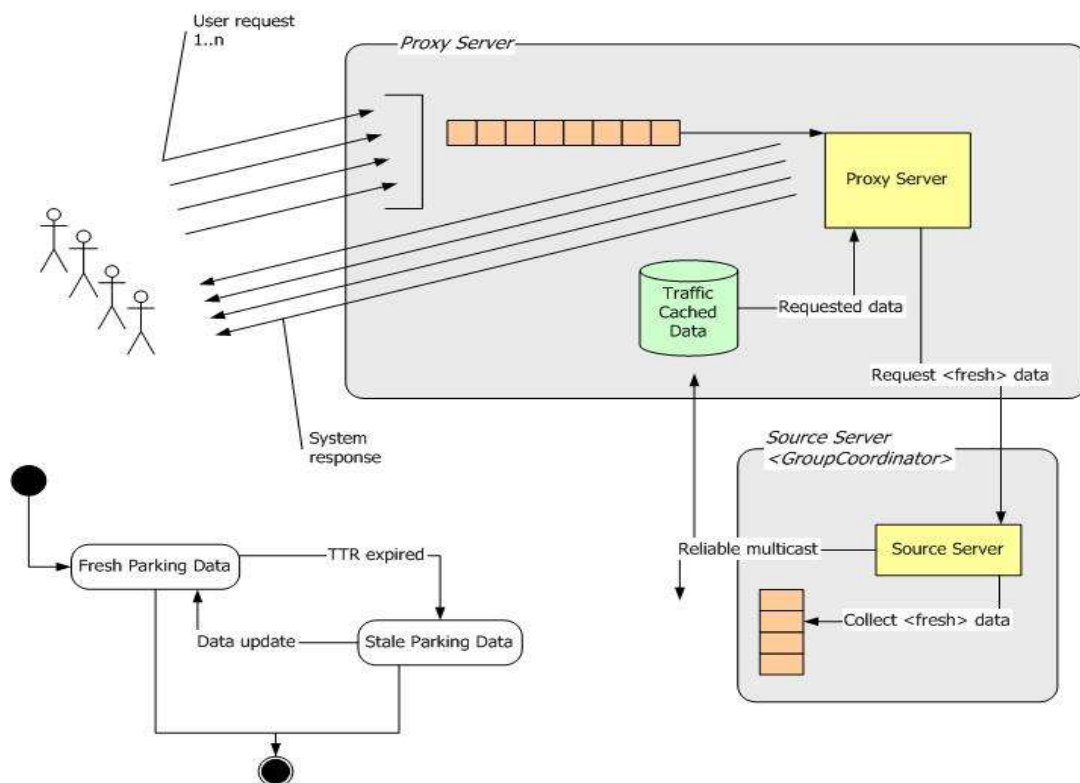 User request
1..n
Proxy Server
Proxy Server
Traffic
Cached
Data
Requested data
Request <fresh> data
System
response
Source Server
<GroupCoordinator>
Reliable multicast
Source Server
Collect <fresh> data
Fresh Parking Data
TTR expired
Data update
Stale Parking Data